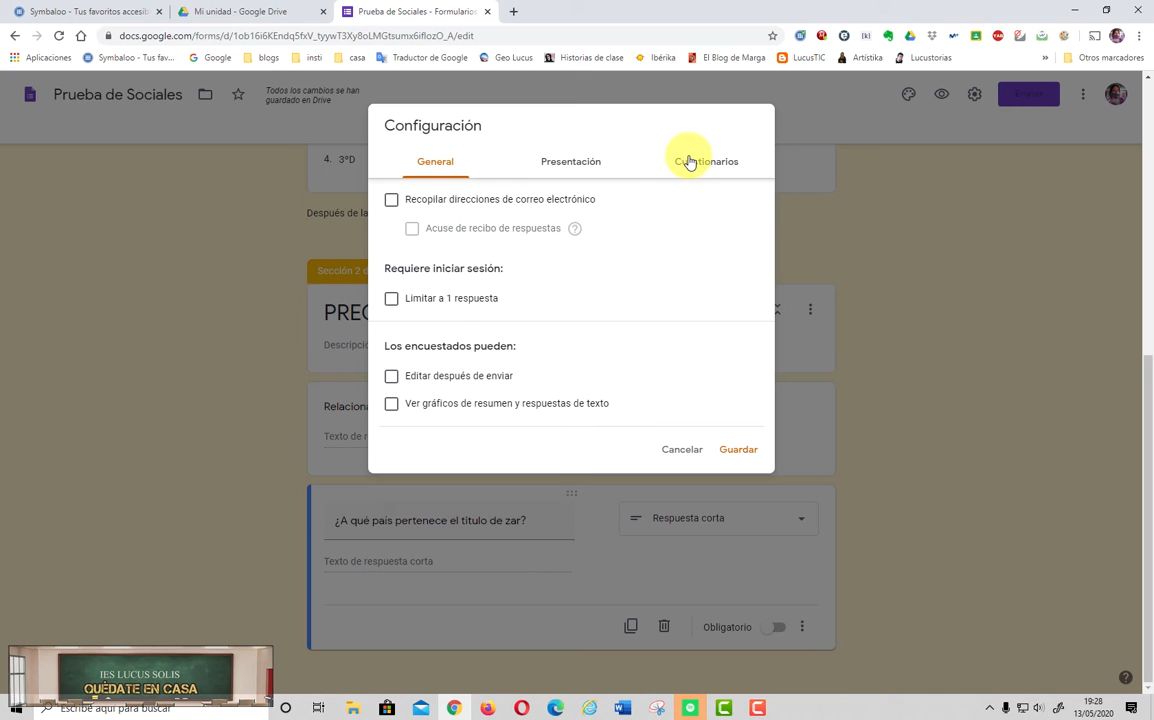 Symbaloo - Tus favoritos accesib
Mi unidad - Google Drive
Prueba de Sociales - Formularios
docs.google.com/forms/d/1ob16i6KEndq5fxV_tyywT3Xy8oLMGtsumx6iflozO_A/edit
Aplicaciones
Symbaloo - Tus fav...
Google
blogs
insti
casa
Traductor de Google
Geo Lucus
Historias de clase
Ibérika
El Blog de Marga
LucusTIC
Artístika
Lucustorias
»
Otros marcadores
Prueba de Sociales
Todos los cambios se han
guardado en Drive
Enviar
4. 3ºD
Después de la
Sección 2 d
PREG
Descripció
Relaciona
Texto de r
Configuración
General
Presentación
Cuestionarios
Recopilar direcciones de correo electrónico
Acuse de recibo de respuestas
Requiere iniciar sesión:
Limitar a 1 respuesta
Los encuestados pueden:
Editar después de enviar
Ver gráficos de resumen y respuestas de texto
Cancelar
Guardar
¿A qué país pertenece el titulo de zar?
Respuesta corta
Texto de respuesta corta
Obligatorio
IES LUCUS SOLIS
QUÉDATE EN CASA
Escribe aquí para buscar
19:28
13/05/2020